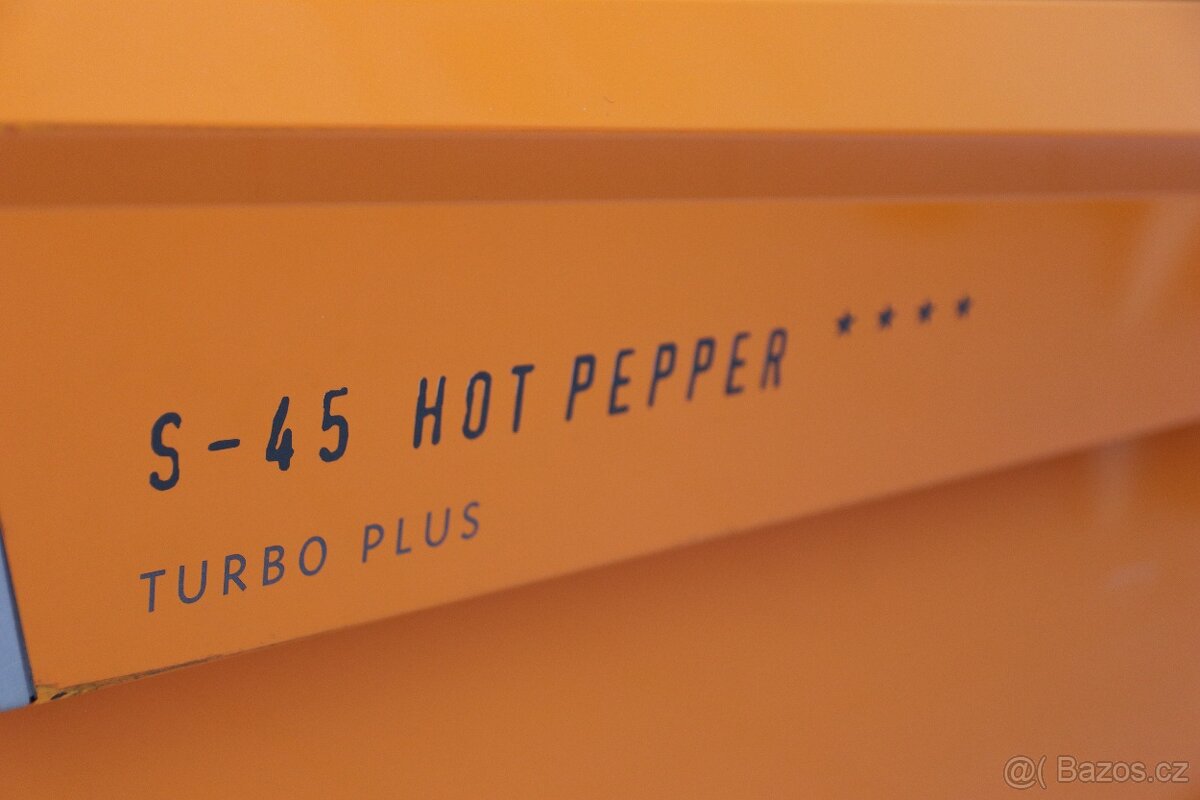 S-45 HOT PEPPER ★★★★
TURBO PLUS
@( Bazos.cz